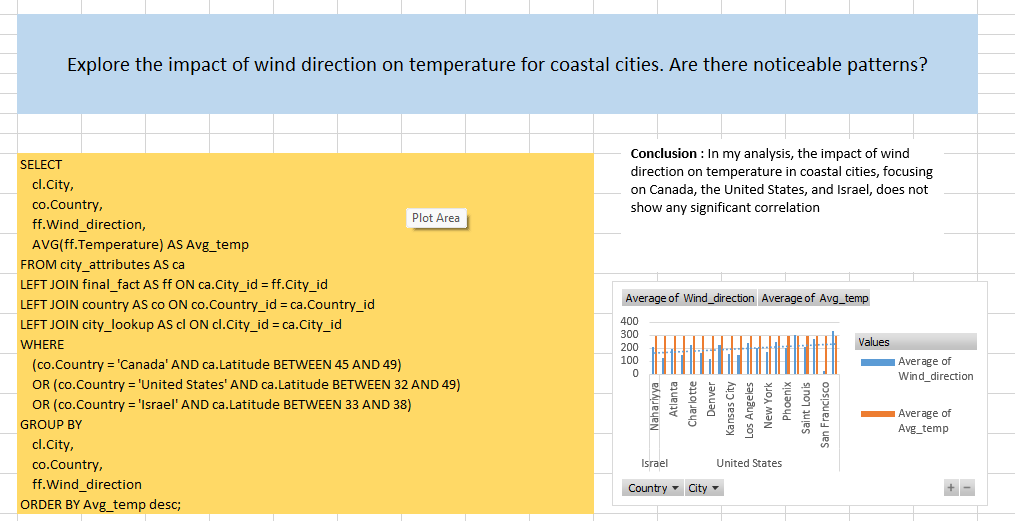 Explore the impact of wind direction on temperature for coastal cities. Are there noticeable patterns?
SELECT
cl.City,
co.Country,
ff.Wind_direction,
AVG(ff.Temperature) AS Avg_temp
FROM city_attributes AS ca
LEFT JOIN final_fact AS ff ON ca.City_id = ff.City_id
LEFT JOIN country AS co ON co.Country_id = ca.Country_id
LEFT JOIN city_lookup AS cl ON cl.City_id = ca.City_id
WHERE
(co.Country = 'Canada' AND ca.Latitude BETWEEN 45 AND 49)
OR (co.Country = 'United States' AND ca.Latitude BETWEEN 32 AND 49)
OR (co.Country = 'Israel' AND ca.Latitude BETWEEN 33 AND 38)
GROUP BY
cl.City,
co.Country,
ff.Wind_direction
ORDER BY Avg_temp desc;
Plot Area
Conclusion : In my analysis, the impact of wind
direction on temperature in coastal cities, focusing
on Canada, the United States, and Israel, does not
show any significant correlation
Average of Wind_direction Average of Avg_temp
400
300
200
100
0
Nahariyya
Atlanta
Charlotte
Denver
Kansas City
Los Angeles
New York
Phoenix
Saint Louis
San Francisco
Israel United States
Values
Average of
Wind_direction
Average of
Avg_temp
Country City
+ −